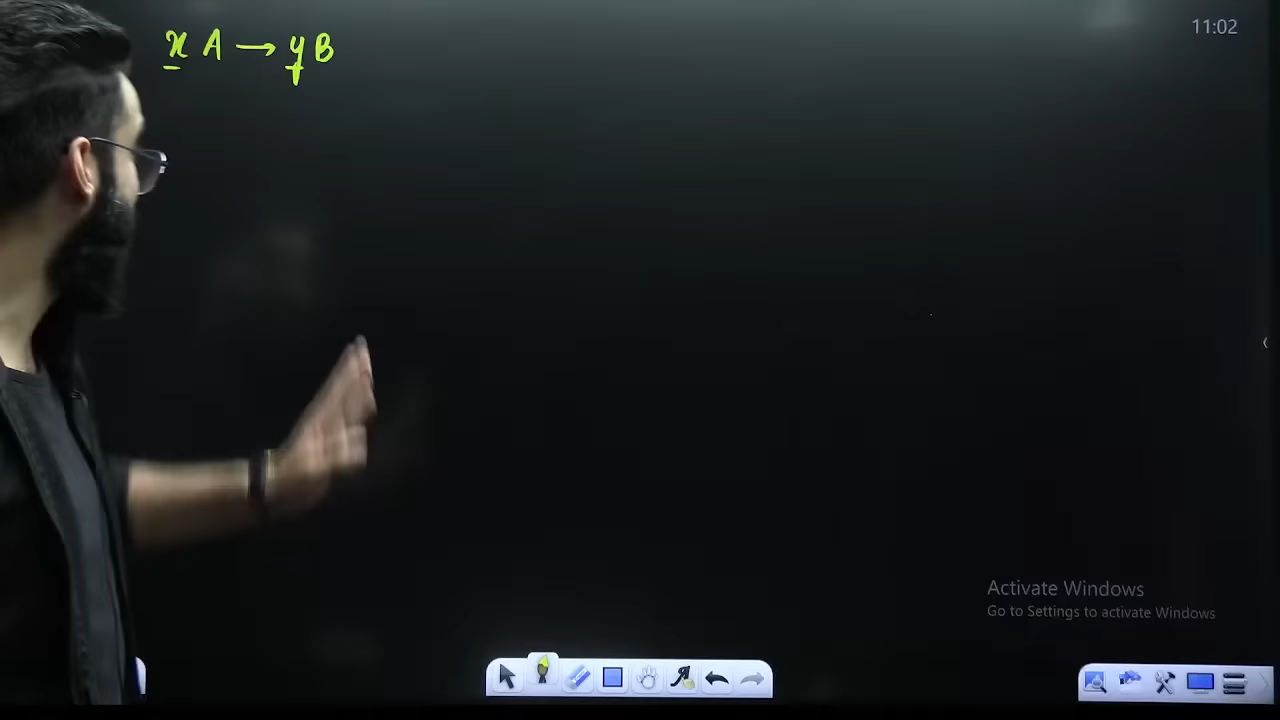 x A → y B
11:02
Activate Windows
Go to Settings to activate Windows